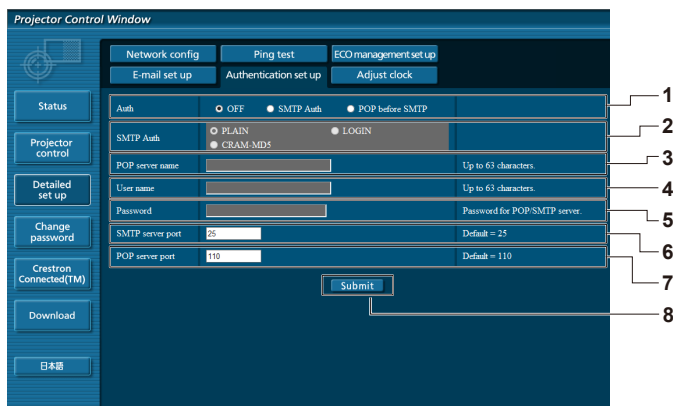 Projector Control Window
Network config Ping test ECO management set up
E-mail set up Authentication set up Adjust clock
Status
Projector
control
Detailed
set up
Change
password
Crestron
Connected(TM)
Download
日本語
Auth OFF SMTP Auth POP before SMTP 1
SMTP Auth PLAIN LOGIN 2
CRAM-MD5
POP server name Up to 63 characters. 3
User name Up to 63 characters. 4
Password Password for POP/SMTP server. 5
SMTP server port 25 Default = 25 6
POP server port 110 Default = 110 7
Submit 8